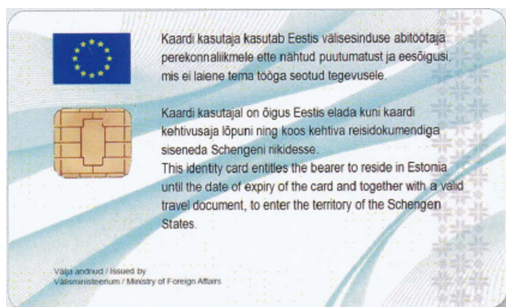 Kaardi kasutaja kasutab Eestis välisesinduse abitöötaja
perekonnaliikmele ette nähtud puutumatust ja eesõigusi,
mis ei laiene tema tööga seotud tegevusele.
Kaardi kasutajal on õigus Eestis elada kuni kaardi
kehtivusaja lõpuni ning koos kehtiva reisidokumendiga
siseneda Schengeni riikidesse.
This identity card entitles the bearer to reside in Estonia
until the date of expiry of the card and together with a valid
travel document, to enter the territory of the Schengen
States.
Välja andnud / Issued by
Välisministeerium / Ministry of Foreign Affairs